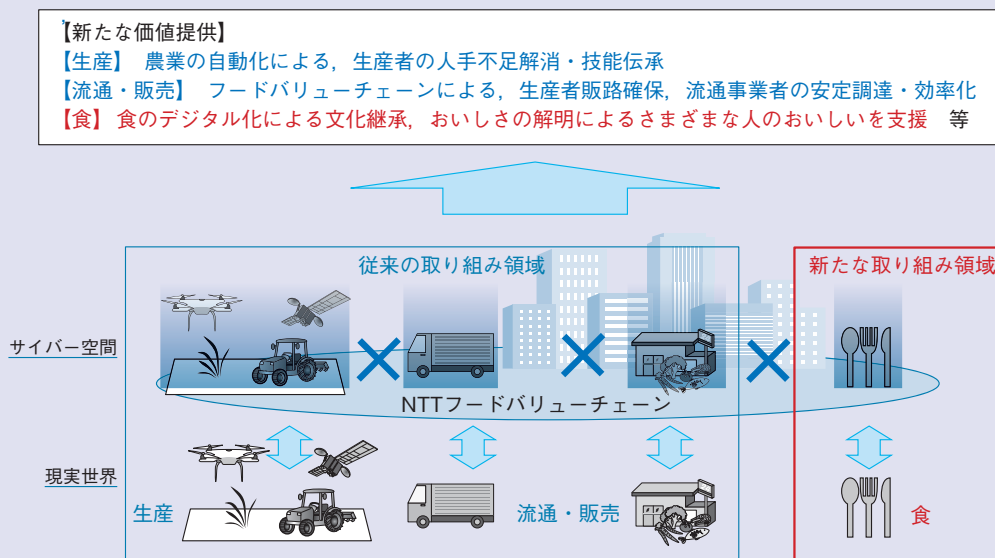 【新たな価値提供】
【生産】 農業の自動化による，生産者の人手不足解消・技能伝承
【流通・販売】 フードバリューチェーンによる，生産者販路確保，流通事業者の安定調達・効率化
【食】食のデジタル化による文化継承，おいしさの解明によるさまざまな人のおいしいを支援 等
従来の取り組み領域
新たな取り組み領域
サイバー空間
NTTフードバリューチェーン
現実世界
生産
流通・販売
食